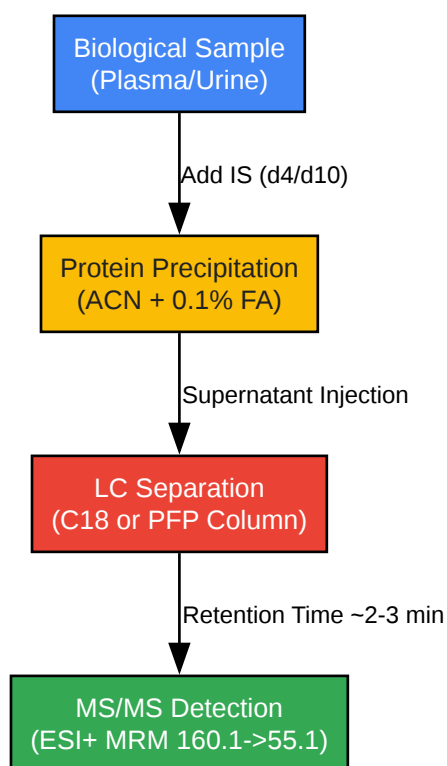 Biological Sample
(Plasma/Urine)
Add IS (d4/d10)
Protein Precipitation
(ACN + 0.1% FA)
Supernatant Injection
LC Separation
(C18 or PFP Column)
Retention Time ~2-3 min
MS/MS Detection
(ESI+ MRM 160.1->55.1)